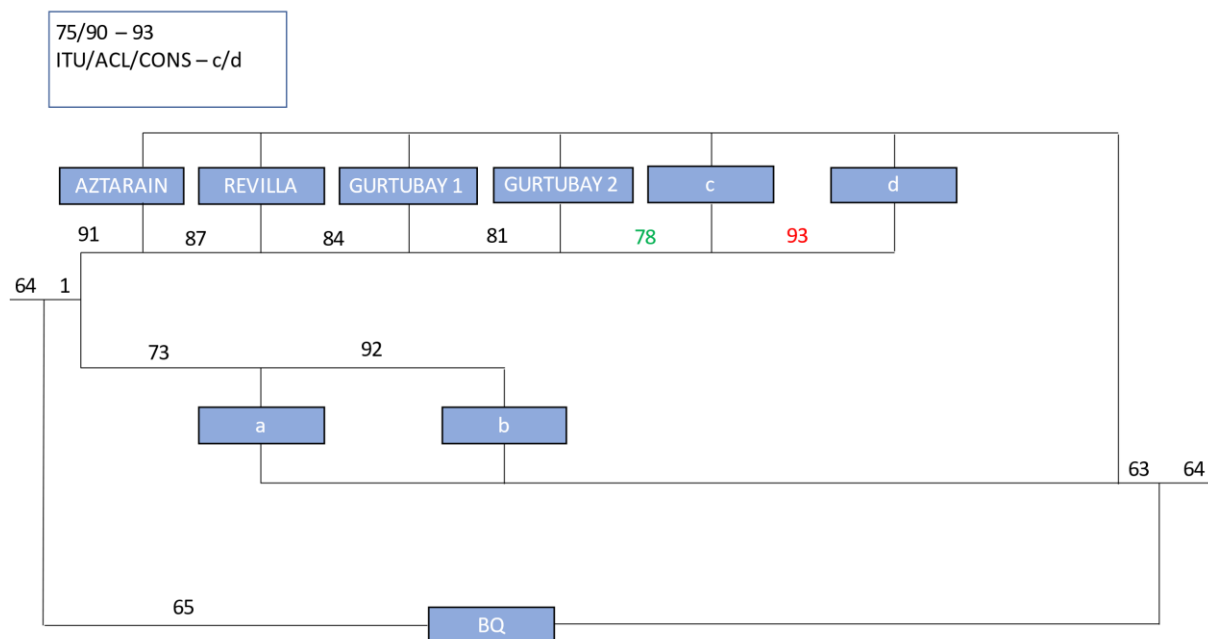 75/90 – 93
ITU/ACL/CONS – c/d
AZTARAIN REVILLA GURTUBAY 1 GURTUBAY 2 c d
91 87 84 81 78 93
64 1
73 92
a b
63 64
65
BQ